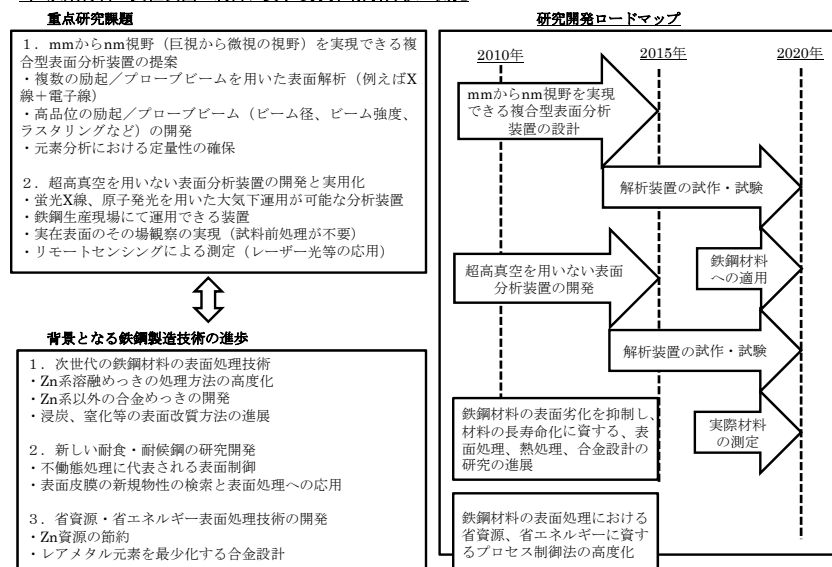 重点研究課題
１．mmからnm視野（巨視から微視の視野）を実現できる複
合型表面分析装置の提案
・複数の励起／プローブビームを用いた表面解析（例えばX
線＋電子線）
・高品位の励起／プローブビーム（ビーム径、ビーム強度、
ラスタリングなど）の開発
・元素分析における定量性の確保
２．超高真空を用いない表面分析装置の開発と実用化
・蛍光X線、原子発光を用いた大気下運用が可能な分析装置
・鉄鋼生産現場にて運用できる装置
・実在表面のその場観察の実現（試料前処理が不要）
・リモートセンシングによる測定（レーザー光等の応用）
背景となる鉄鋼製造技術の進歩
１．次世代の鉄鋼材料の表面処理技術
・Zn系溶融めっきの処理方法の高度化
・Zn系以外の合金めっきの開発
・浸炭、窒化等の表面改質方法の進展
２．新しい耐食・耐候鋼の研究開発
・不働態処理に代表される表面制御
・表面皮膜の新規物性の検索と表面処理への応用
３．省資源・省エネルギー表面処理技術の開発
・Zn資源の節約
・レアメタル元素を最少化する合金設計
研究開発ロードマップ
2010年
2015年
2020年
mmからnm視野を実現
できる複合型表面分析
装置の設計
解析装置の試作・試験
鉄鋼材料
への適用
超高真空を用いない表面
分析装置の開発
解析装置の試作・試験
実際材料
の測定
鉄鋼材料の表面劣化を抑制し、
材料の長寿命化に資する、表
面処理、熱処理、合金設計の
研究の進展
鉄鋼材料の表面処理における
省資源、省エネルギーに資す
るプロセス制御法の高度化